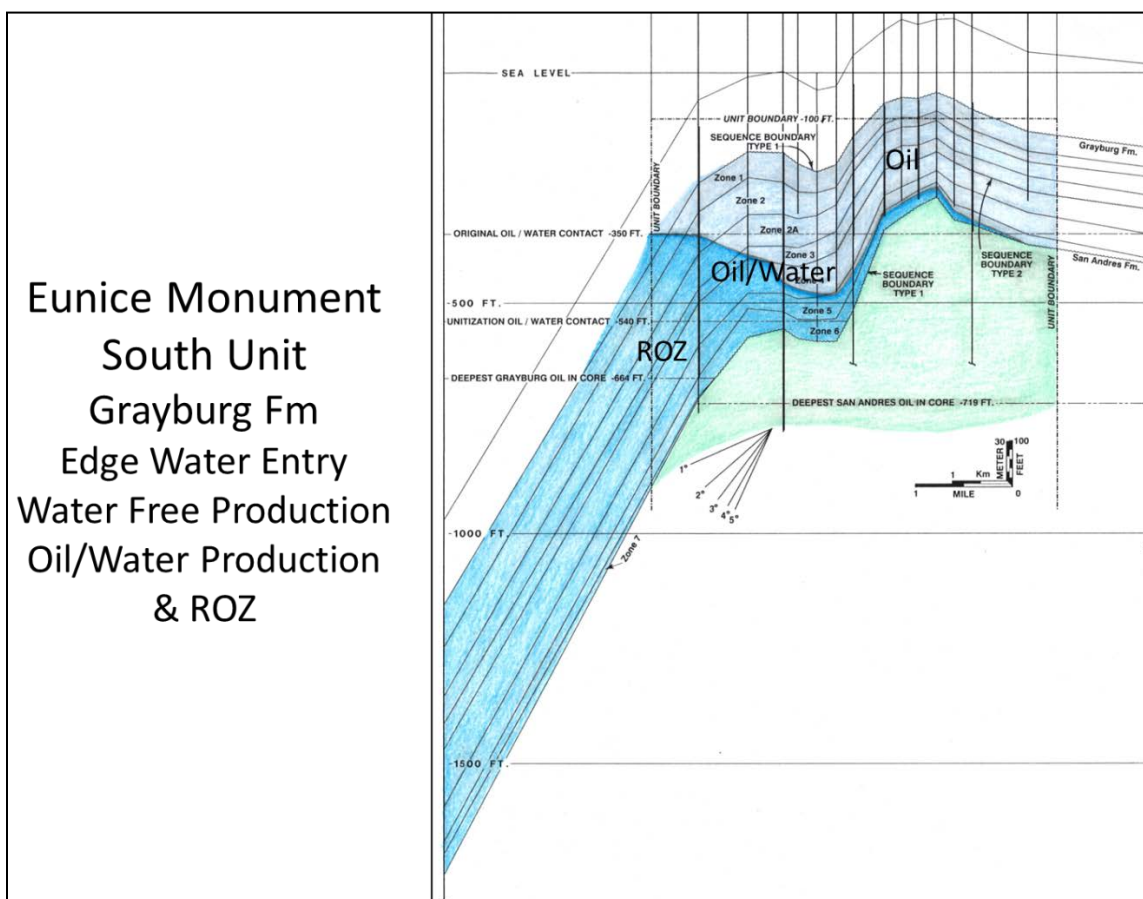 Eunice Monument
South Unit
Grayburg Fm
Edge Water Entry
Water Free Production
Oil/Water Production
& ROZ
SEA LEVEL
UNIT BOUNDARY -100 FT.
SEQUENCE BOUNDARY
TYPE 1
Oil
Grayburg Fm.
UNIT BOUNDARY
Zone 1
Zone 2
Zone 2A
ORIGINAL OIL / WATER CONTACT -350 FT.
Zone 3
Oil/Water
San Andres Fm.
SEQUENCE
BOUNDARY
TYPE 2
SEQUENCE
BOUNDARY
TYPE 1
UNIT BOUNDARY
-500 FT.
Zone 5
UNITIZATION OIL / WATER CONTACT -540 FT.
Zone 6
ROZ
DEEPEST GRAYBURG OIL IN CORE -664 FT.
DEEPEST SAN ANDRES OIL IN CORE -719 FT.
1°
2°
3°
4°
5°
METER
30
100
FEET
1
Km
1
MILE
0
-1000 FT.
Zone 7
-1500 FT.